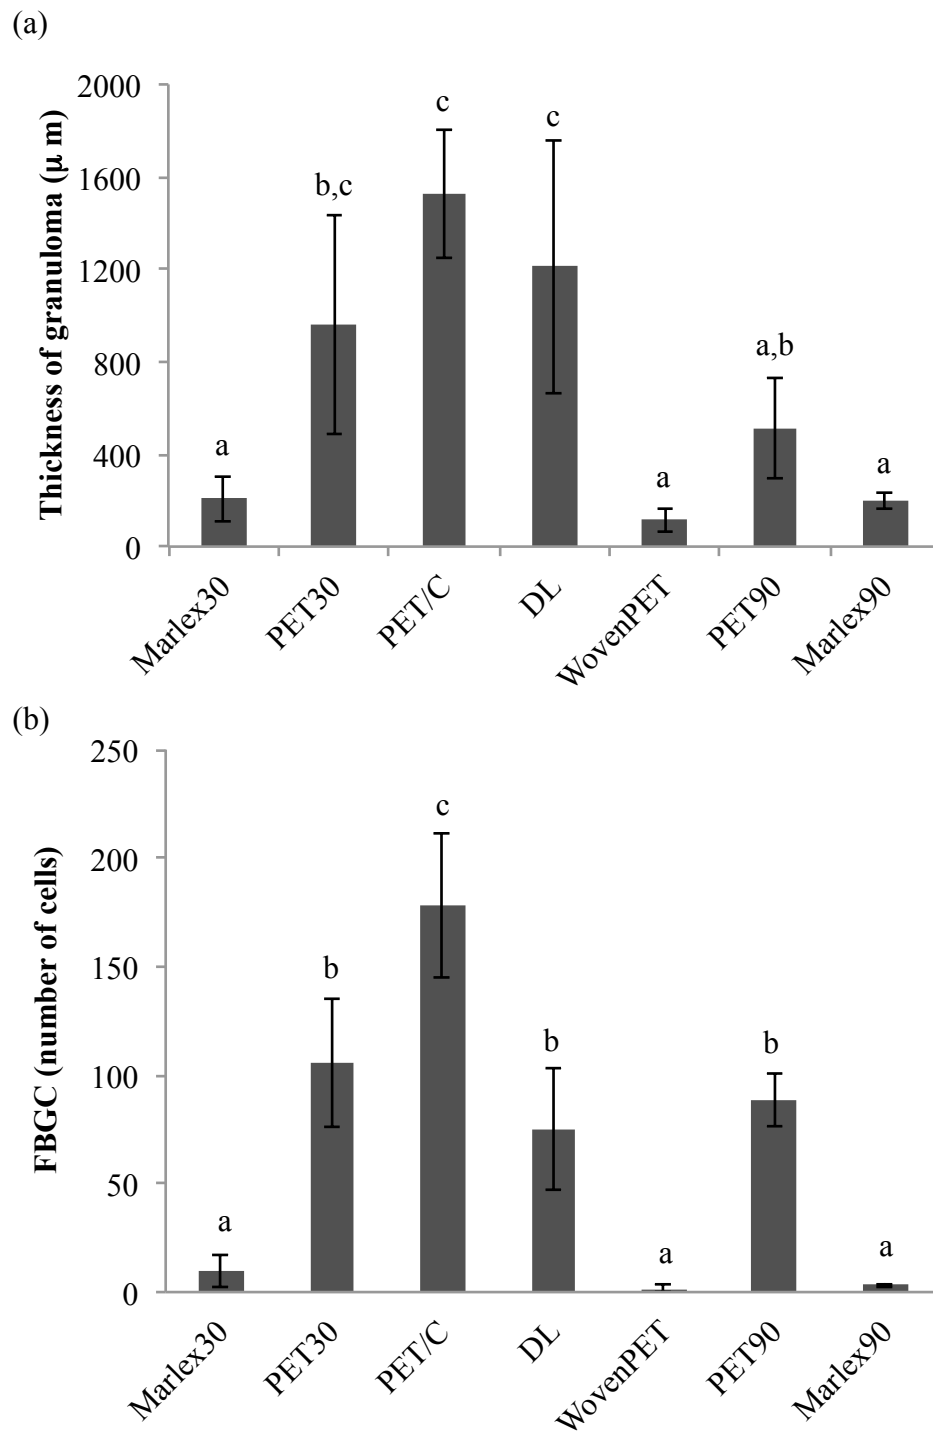 (a)
Thickness of granuloma (μ m)
2000
1600
1200
800
400
0
a
b,c
c
c
a
a,b
a
Marlex30
PET30
PET/C
DL
WovenPET
PET90
Marlex90
(b)
FBGC (number of cells)
250
200
150
100
50
0
a
b
c
b
a
b
a
Marlex30
PET30
PET/C
DL
WovenPET
PET90
Marlex90